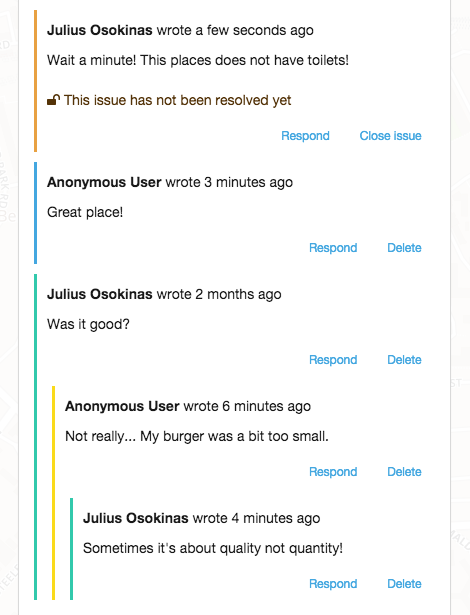 Julius Osokinas wrote a few seconds ago
Wait a minute! This places does not have toilets!
This issue has not been resolved yet
Respond Close issue
Anonymous User wrote 3 minutes ago
Great place!
Respond Delete
Julius Osokinas wrote 2 months ago
Was it good?
Respond Delete
Anonymous User wrote 6 minutes ago
Not really... My burger was a bit too small.
Respond Delete
Julius Osokinas wrote 4 minutes ago
Sometimes it's about quality not quantity!
Respond Delete